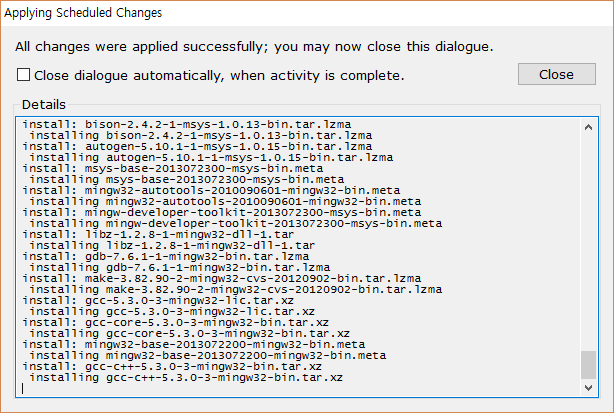 Applying Scheduled Changes
All changes were applied successfully; you may now close this dialogue.
Close dialogue automatically, when activity is complete.
Close
Details
install: bison-2.4.2-1-msys-1.0.13-bin.tar.lzma
installing bison-2.4.2-1-msys-1.0.13-bin.tar.lzma
install: autogen-5.10.1-1-msys-1.0.15-bin.tar.lzma
installing autogen-5.10.1-1-msys-1.0.15-bin.tar.lzma
install: msys-base-2013072300-msys-bin.meta
installing msys-base-2013072300-msys-bin.meta
install: mingw32-autotools-2010090601-mingw32-bin.meta
installing mingw32-autotools-2010090601-mingw32-bin.meta
install: mingw-developer-toolkit-2013072300-msys-bin.meta
installing mingw-developer-toolkit-2013072300-msys-bin.meta
install: libz-1.2.8-1-mingw32-dll-1.tar
installing libz-1.2.8-1-mingw32-dll-1.tar
install: gdb-7.6.1-1-mingw32-bin.tar.lzma
installing gdb-7.6.1-1-mingw32-bin.tar.lzma
install: make-3.82.90-2-mingw32-cvs-20120902-bin.tar.lzma
installing make-3.82.90-2-mingw32-cvs-20120902-bin.tar.lzma
install: gcc-5.3.0-3-mingw32-lic.tar.xz
installing gcc-5.3.0-3-mingw32-lic.tar.xz
install: gcc-core-5.3.0-3-mingw32-bin.tar.xz
installing gcc-core-5.3.0-3-mingw32-bin.tar.xz
install: mingw32-base-2013072200-mingw32-bin.meta
installing mingw32-base-2013072200-mingw32-bin.meta
install: gcc-c++-5.3.0-3-mingw32-bin.tar.xz
installing gcc-c++-5.3.0-3-mingw32-bin.tar.xz